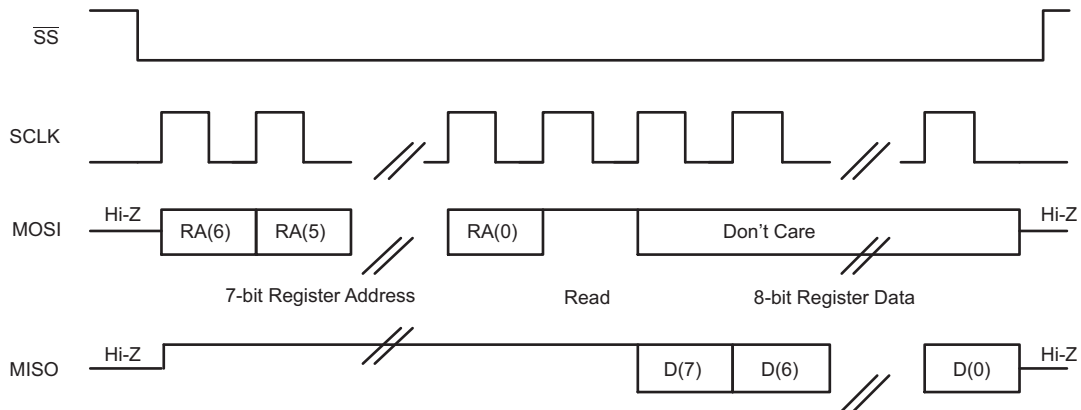 SS
SCLK
MOSI Hi-Z RA(6) RA(5) RA(0) Don't Care Hi-Z
7-bit Register Address Read 8-bit Register Data
MISO Hi-Z D(7) D(6) D(0) Hi-Z